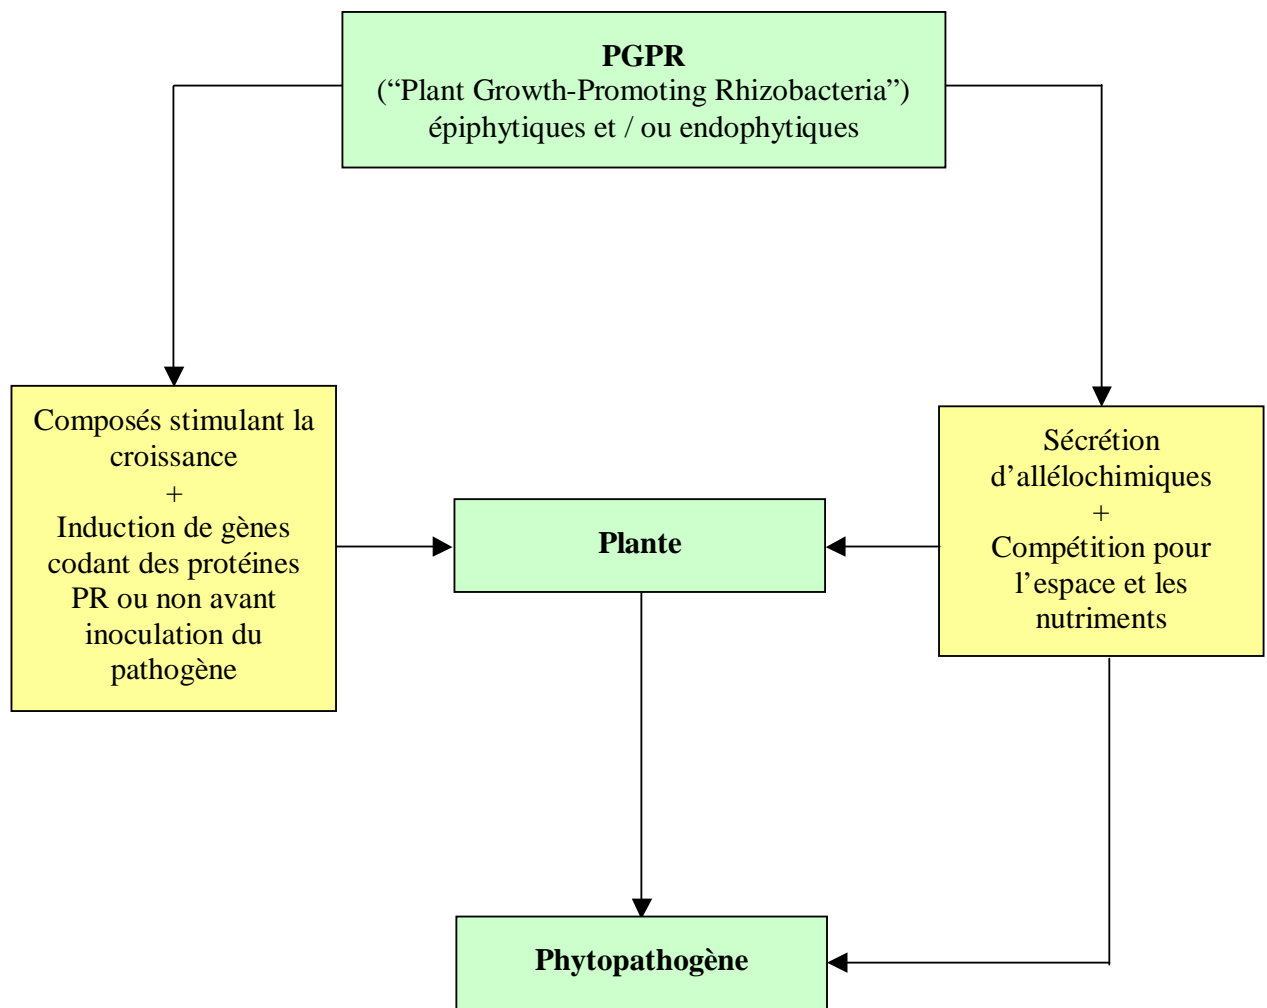 PGPR
(“Plant Growth-Promoting Rhizobacteria”)
épiphytiques et / ou endophytiques
Composés stimulant la
croissance
+
Induction de gènes
codant des protéines
PR ou non avant
inoculation du
pathogène
Plante
Sécrétion
d’allélochimiques
+
Compétition pour
l’espace et les
nutriments
Phytopathogène